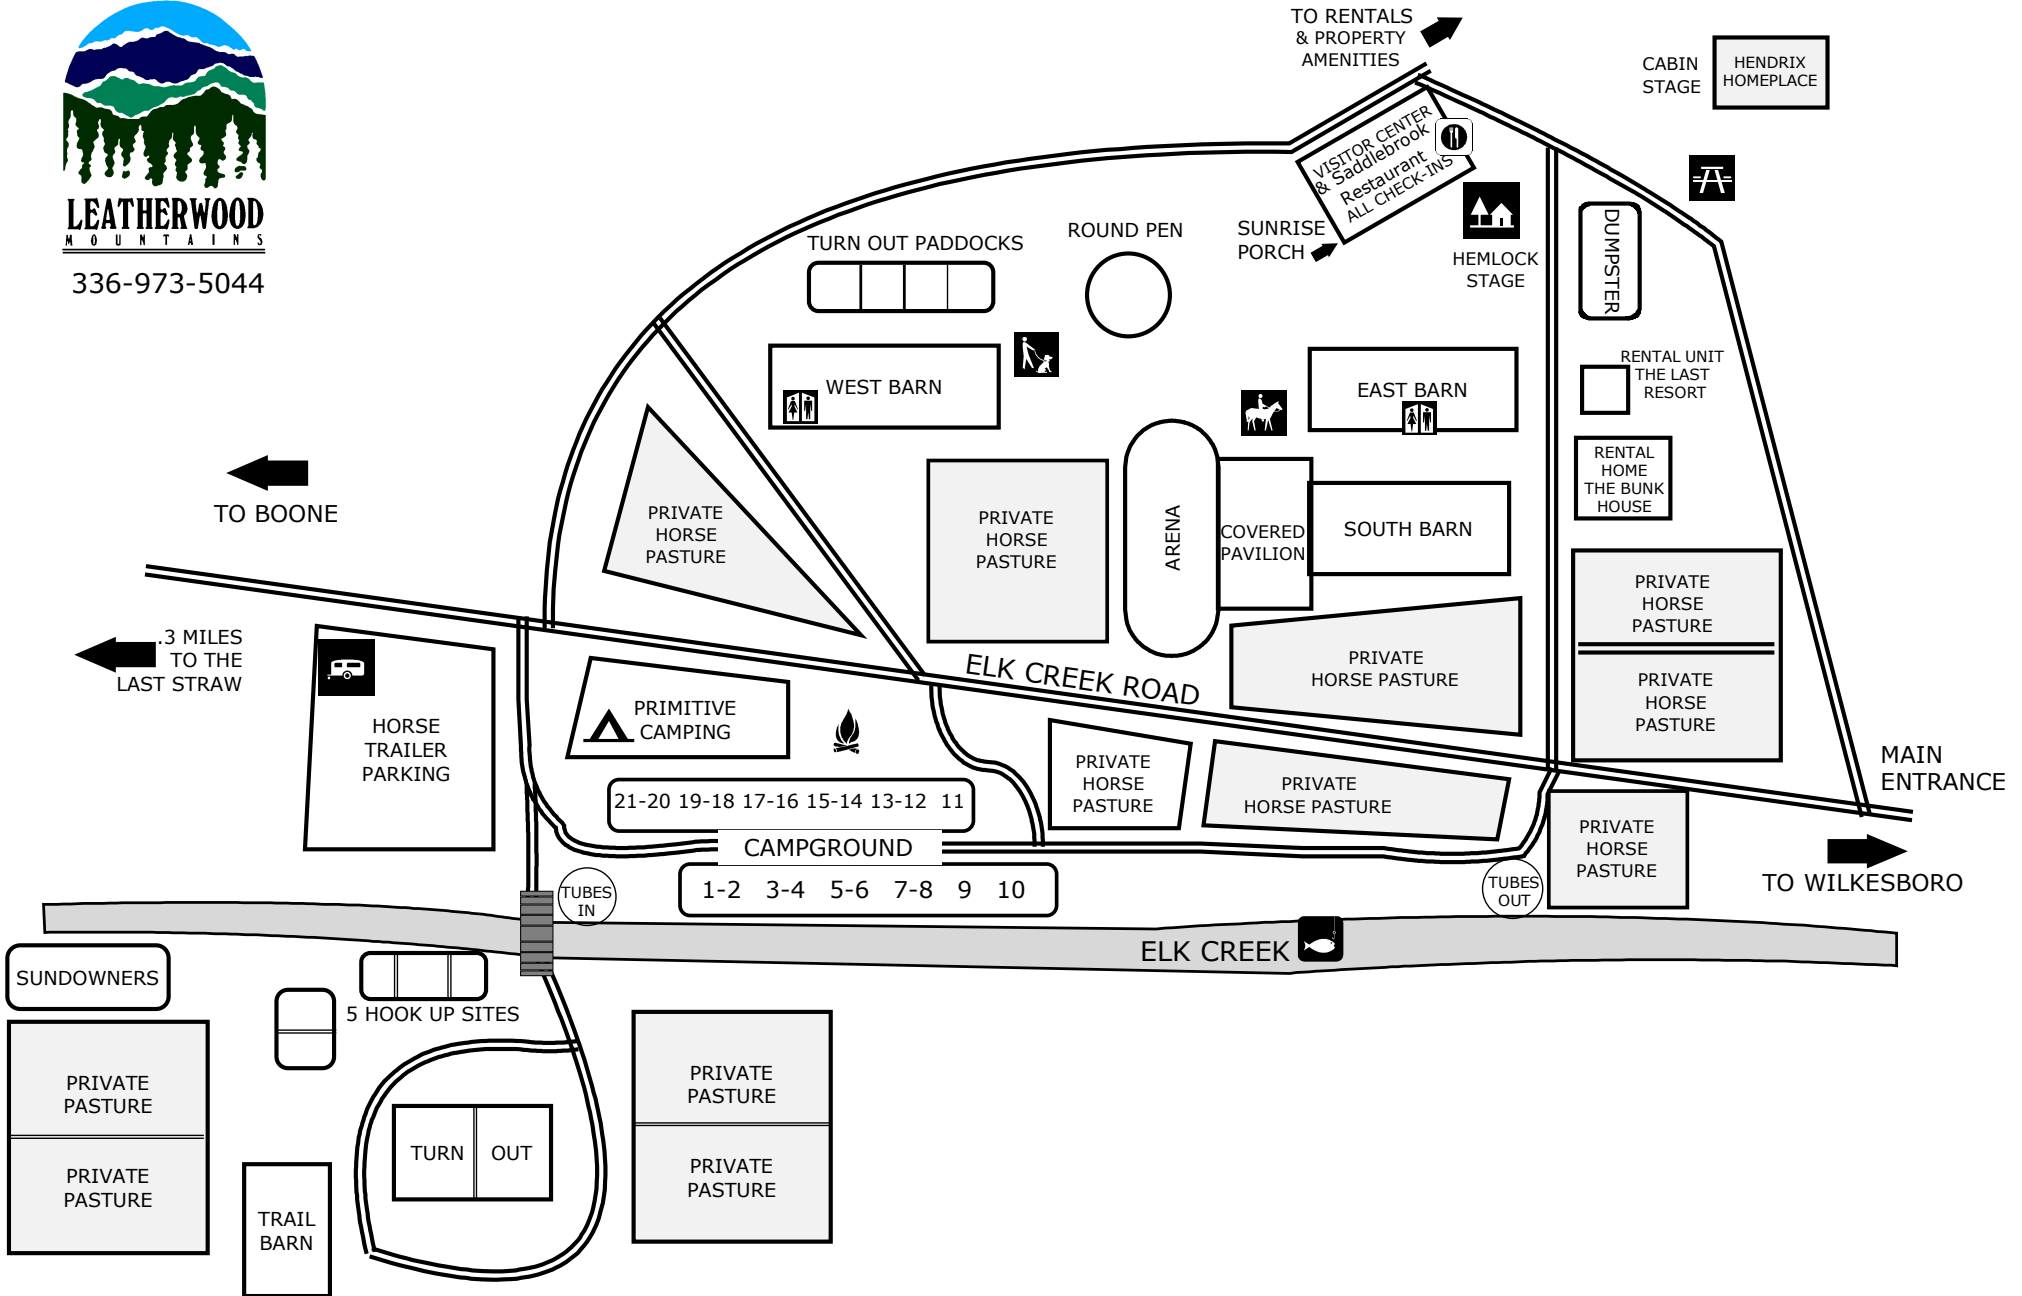 LEATHERWOOD
MOUNTAINS
336-973-5044
TO RENTALS
& PROPERTY
AMENITIES
CABIN
STAGE
HENDRIX
HOMEPLACE
VISITOR CENTER
& Saddlebrook
Restaurant
ALL CHECK-INS
SUNRISE
PORCH
HEMLOCK
STAGE
DUMPSTER
TURN OUT PADDOCKS
ROUND PEN
WEST BARN
EAST BARN
RENTAL UNIT
THE LAST
RESORT
RENTAL
HOME
THE BUNK
HOUSE
TO BOONE
PRIVATE
HORSE
PASTURE
PRIVATE
HORSE
PASTURE
ARENA
COVERED
PAVILION
SOUTH BARN
PRIVATE
HORSE
PASTURE
PRIVATE
HORSE
PASTURE
.3 MILES
TO THE
LAST STRAW
ELK CREEK ROAD
PRIVATE
HORSE PASTURE
HORSE
TRAILER
PARKING
PRIMITIVE
CAMPING
PRIVATE
HORSE
PASTURE
PRIVATE
HORSE PASTURE
MAIN
ENTRANCE
21-20 19-18 17-16 15-14 13-12 11
CAMPGROUND
1-2 3-4 5-6 7-8 9 10
PRIVATE
HORSE
PASTURE
TO WILKESBORO
TUBES
IN
TUBES
OUT
ELK CREEK
SUNDOWNERS
5 HOOK UP SITES
PRIVATE
PASTURE
PRIVATE
PASTURE
TURN OUT
PRIVATE
PASTURE
PRIVATE
PASTURE
TRAIL
BARN